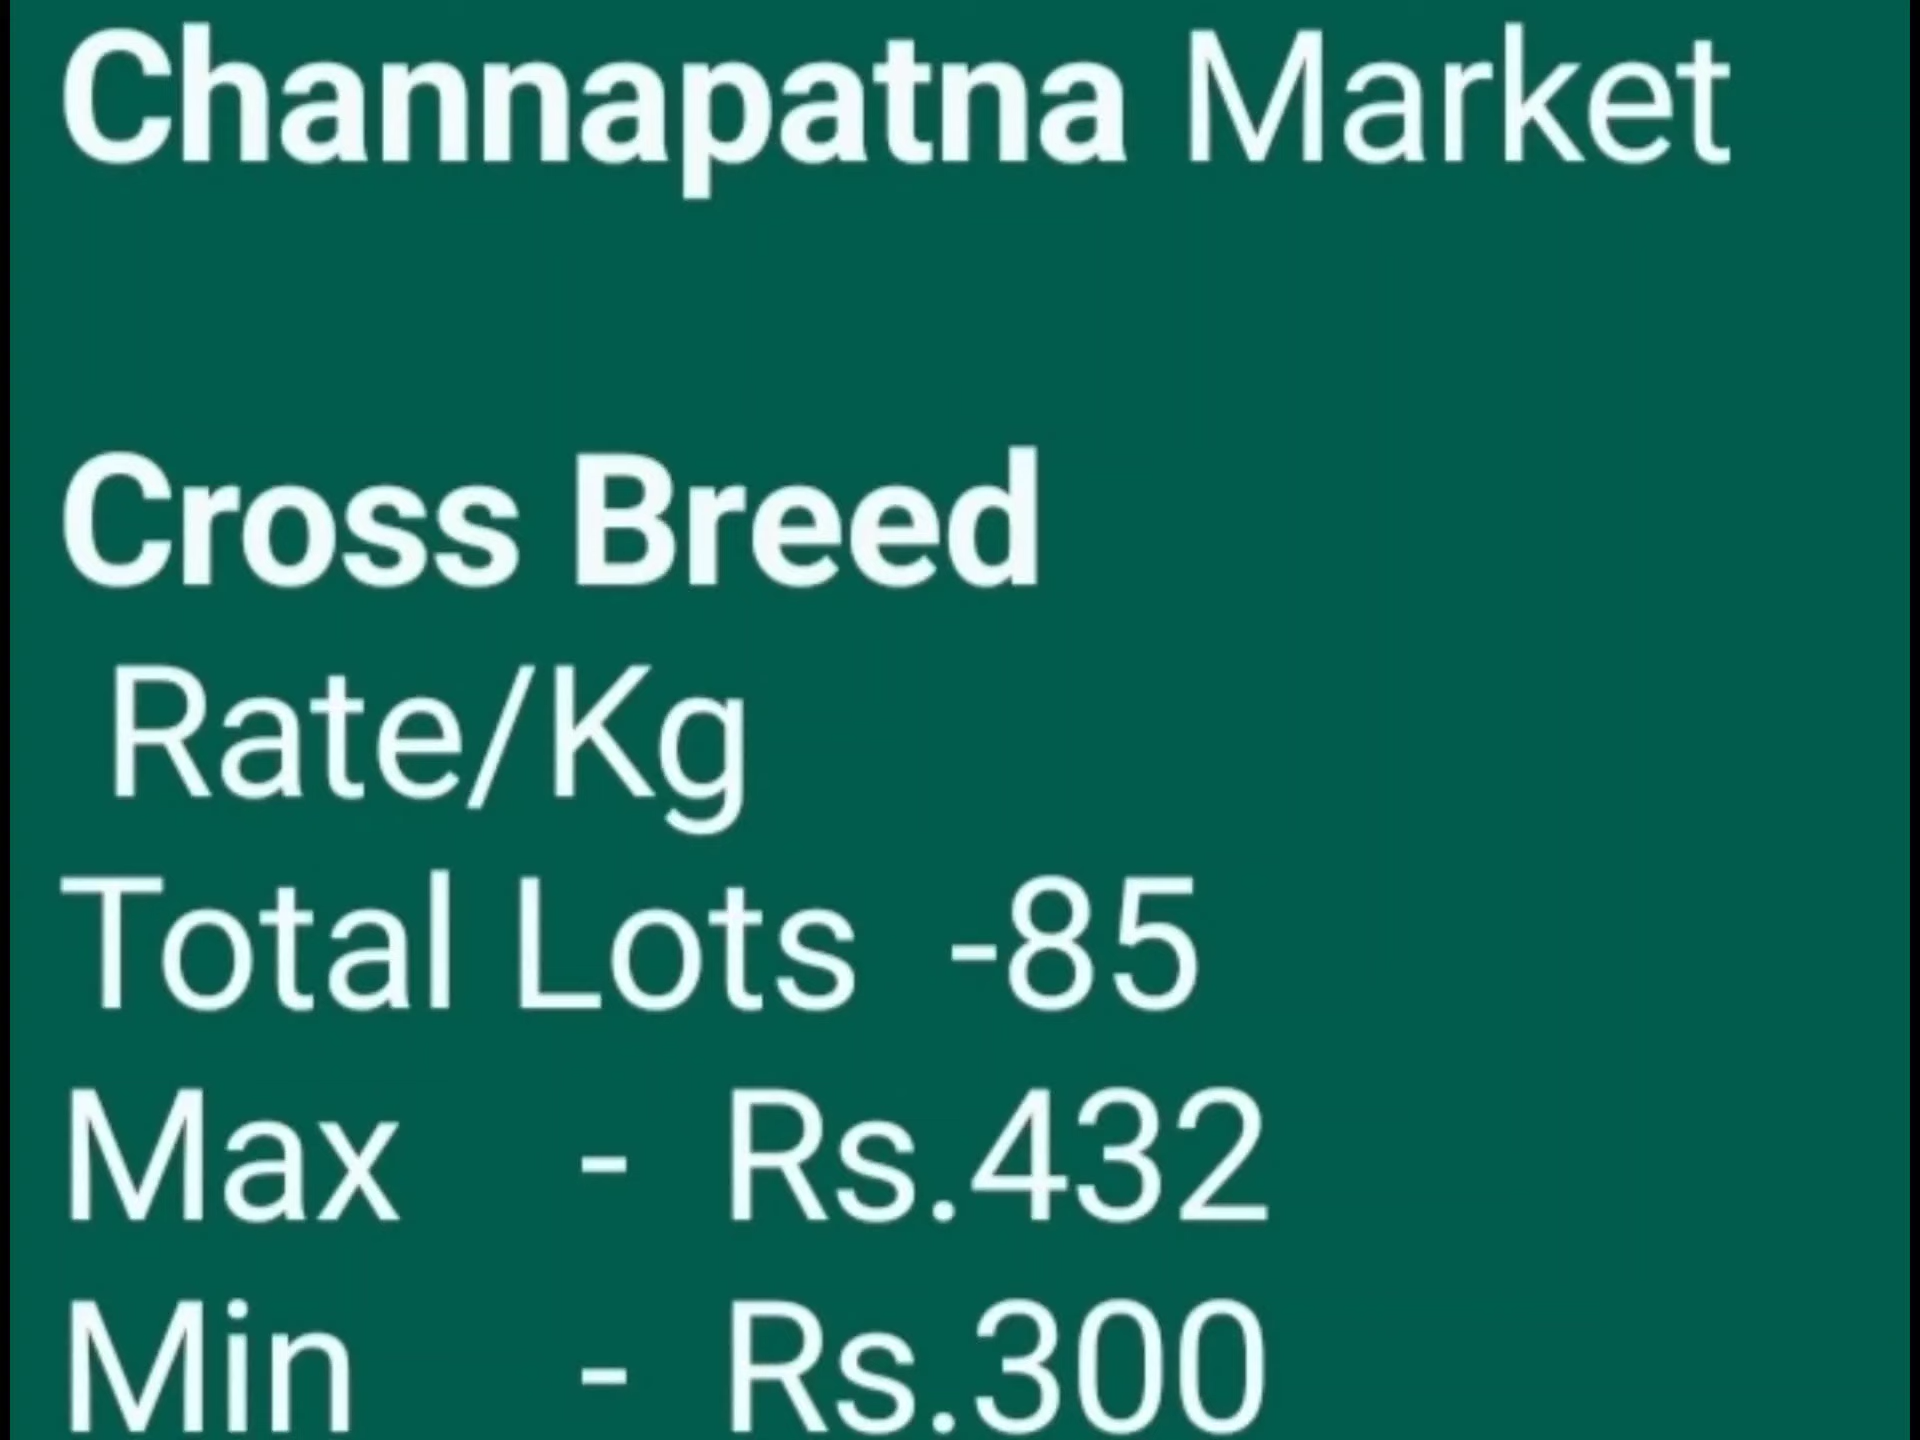 Channapatna Market
Cross Breed
Rate/Kg
Total Lots -85
Max - Rs.432
Min - Rs.300